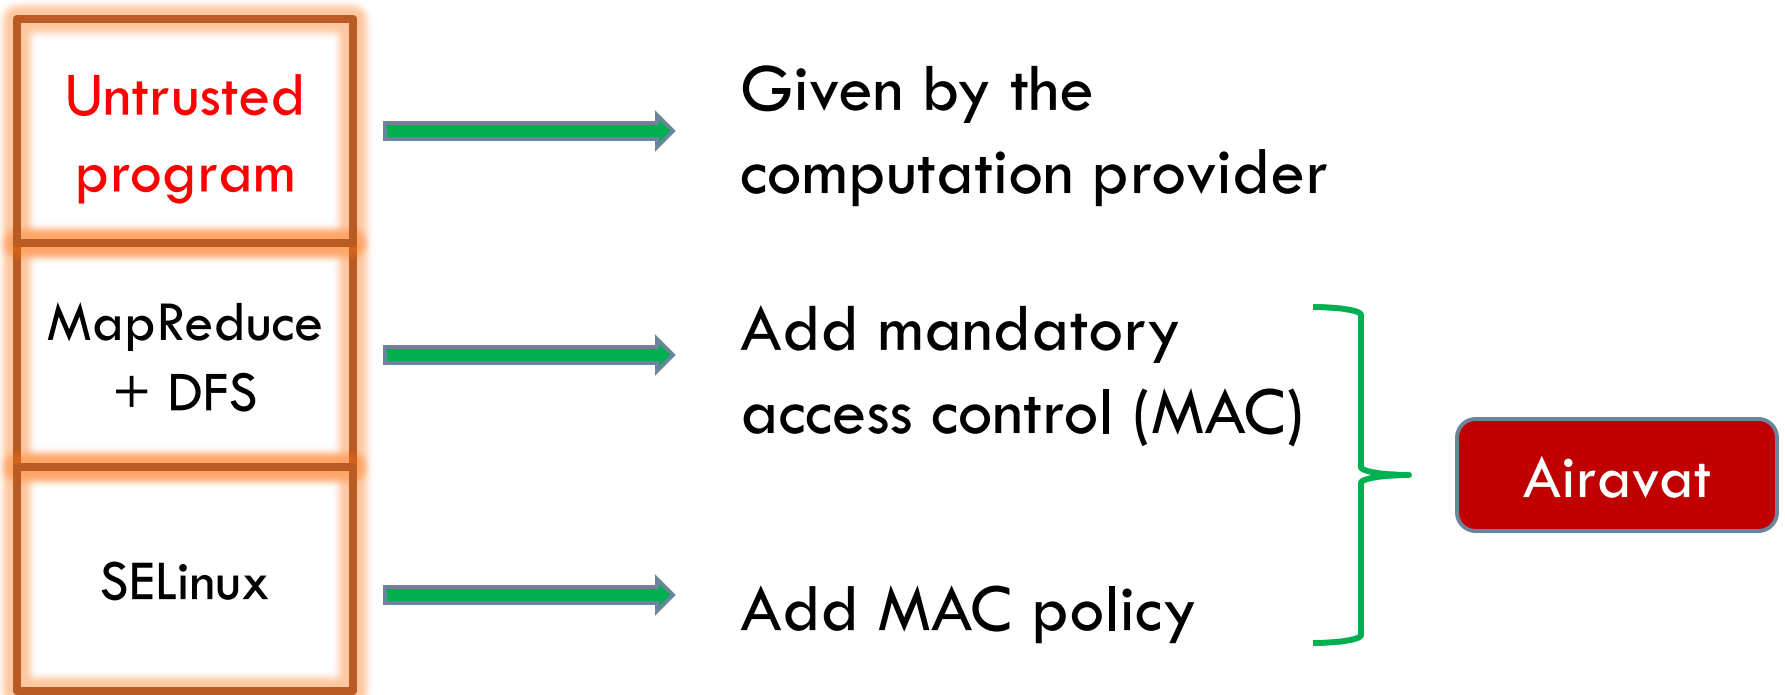 Untrusted
program
Given by the
computation provider
MapReduce
+ DFS
Add mandatory
access control (MAC)
Airavat
SELinux
Add MAC policy